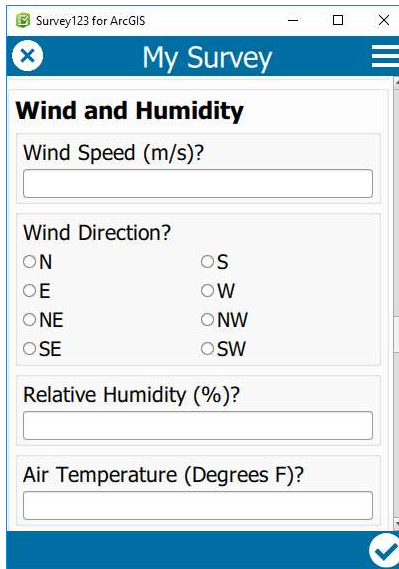 Survey123 for ArcGIS
My Survey
Wind and Humidity
Wind Speed (m/s)?
Wind Direction?
N S
E W
NE NW
SE SW
Relative Humidity (%)?
Air Temperature (Degrees F)?